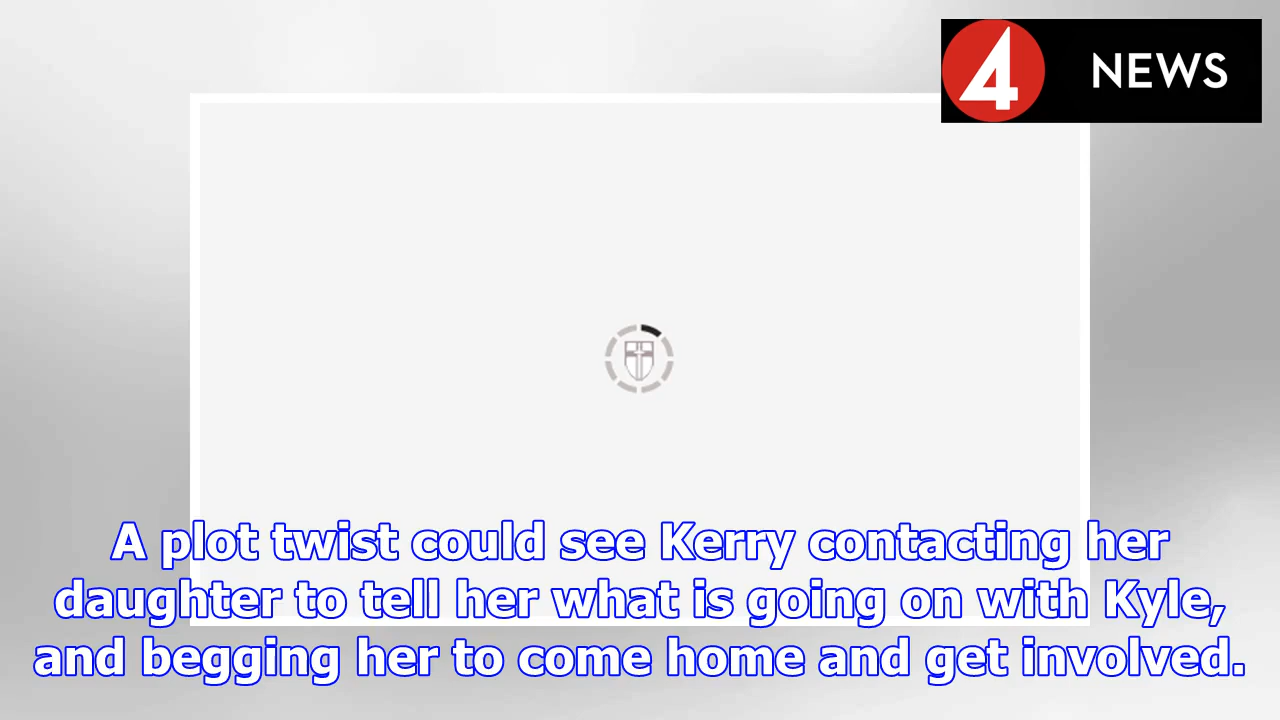 4 NEWS
A plot twist could see Kerry contacting her
daughter to tell her what is going on with Kyle,
and begging her to come home and get involved.